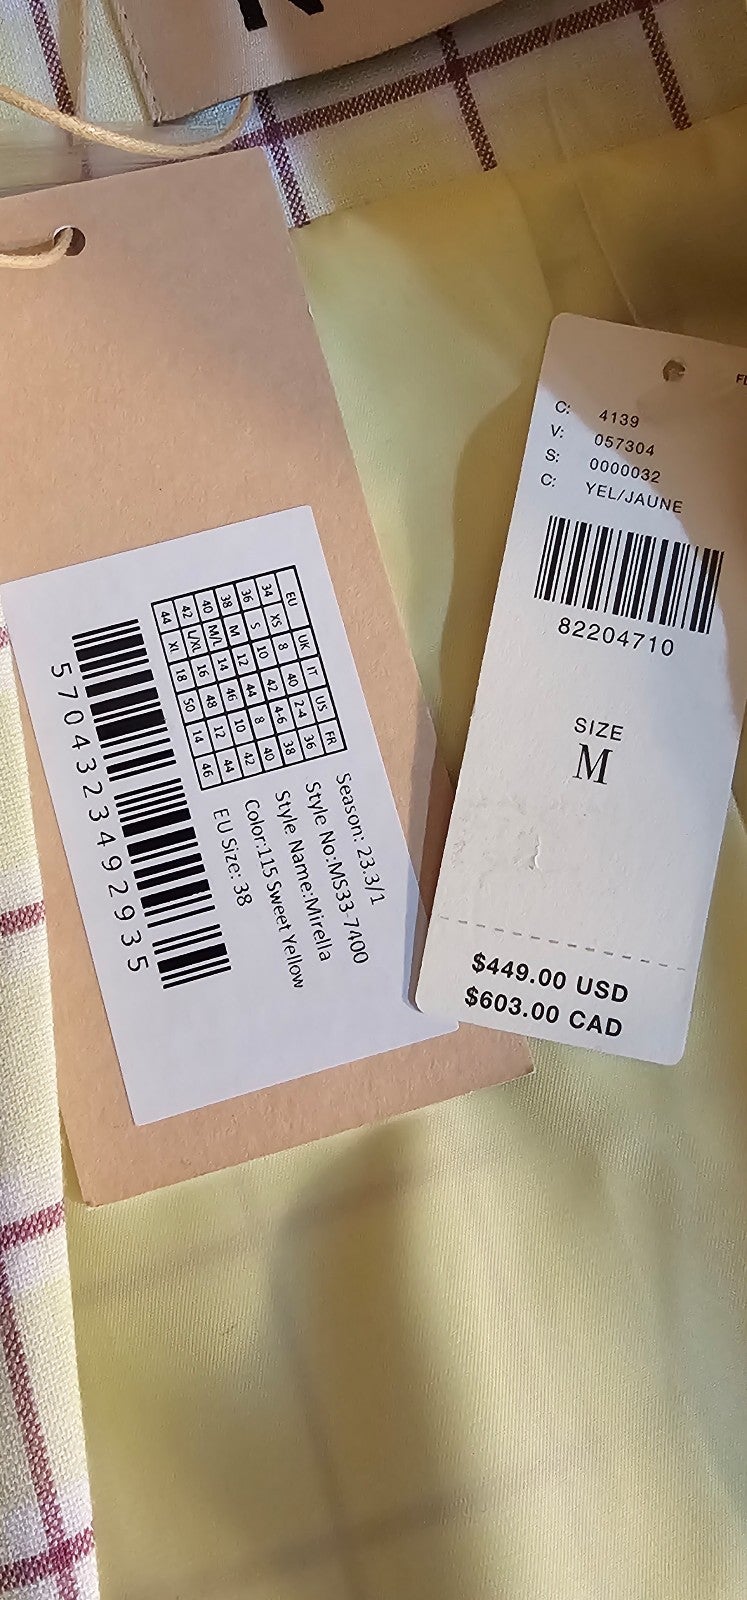 EU UK IT US FR
34 XS 8 40 2-4 36
36 S 10 42 4-6 38
38 M 12 44 8 40
40 M/L 14 46 10 42
42 L/XL 16 48 12 44
44 XL 18 50 14 46
5704323492935
Season: 23.3/1
Style No:MS33-7400
Style Name:Mirella
Color:115 Sweet Yellow
EU Size: 38
C: 4139
V: 057304
S: 0000032
C: YEL/JAUNE
82204710
SIZE
M
$449.00 USD
$603.00 CAD